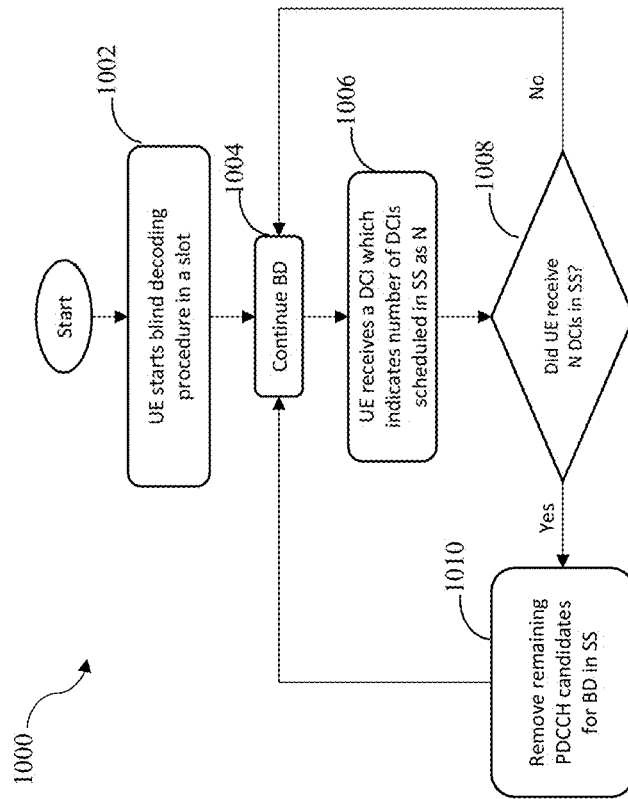 1000
Start
1002
UE starts blind decoding
procedure in a slot
1004
Continue BD
1006
UE receives a DCI which
indicates number of DCIs
scheduled in SS as N
1008
Did UE receive
N DCIs in SS?
No
Yes
1010
Remove remaining
PDCCH candidates
for BD in SS